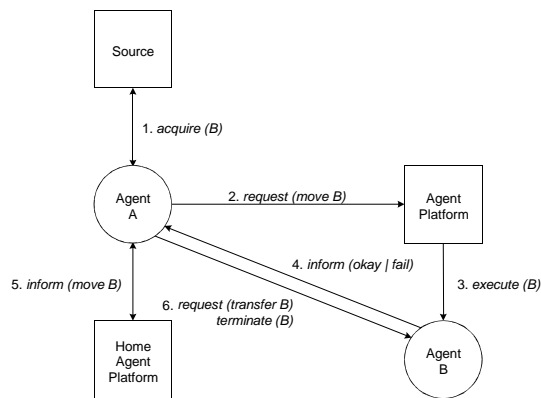 Source
1. acquire (B)
Agent
A
2. request (move B)
Agent
Platform
4. inform (okay | fail)
3. execute (B)
5. inform (move B)
6. request (transfer B)
terminate (B)
Home
Agent
Platform
Agent
B